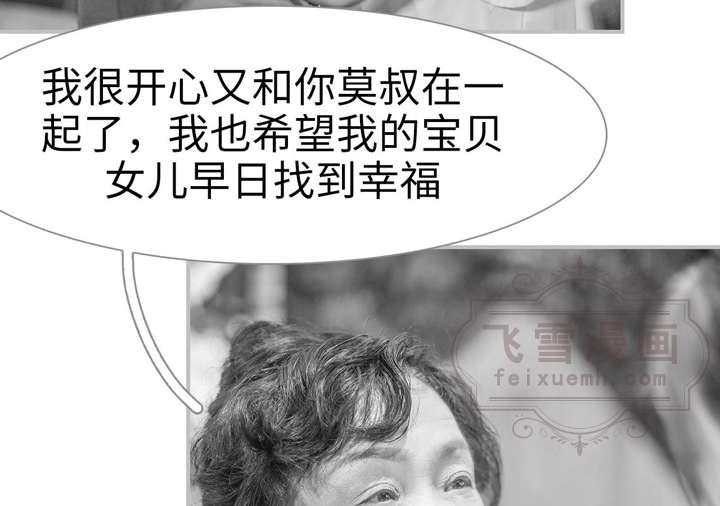 我很开心又和你莫叔在一
起了，我也希望我的宝贝
女儿早日找到幸福
飞雪漫画
feixuemh.com